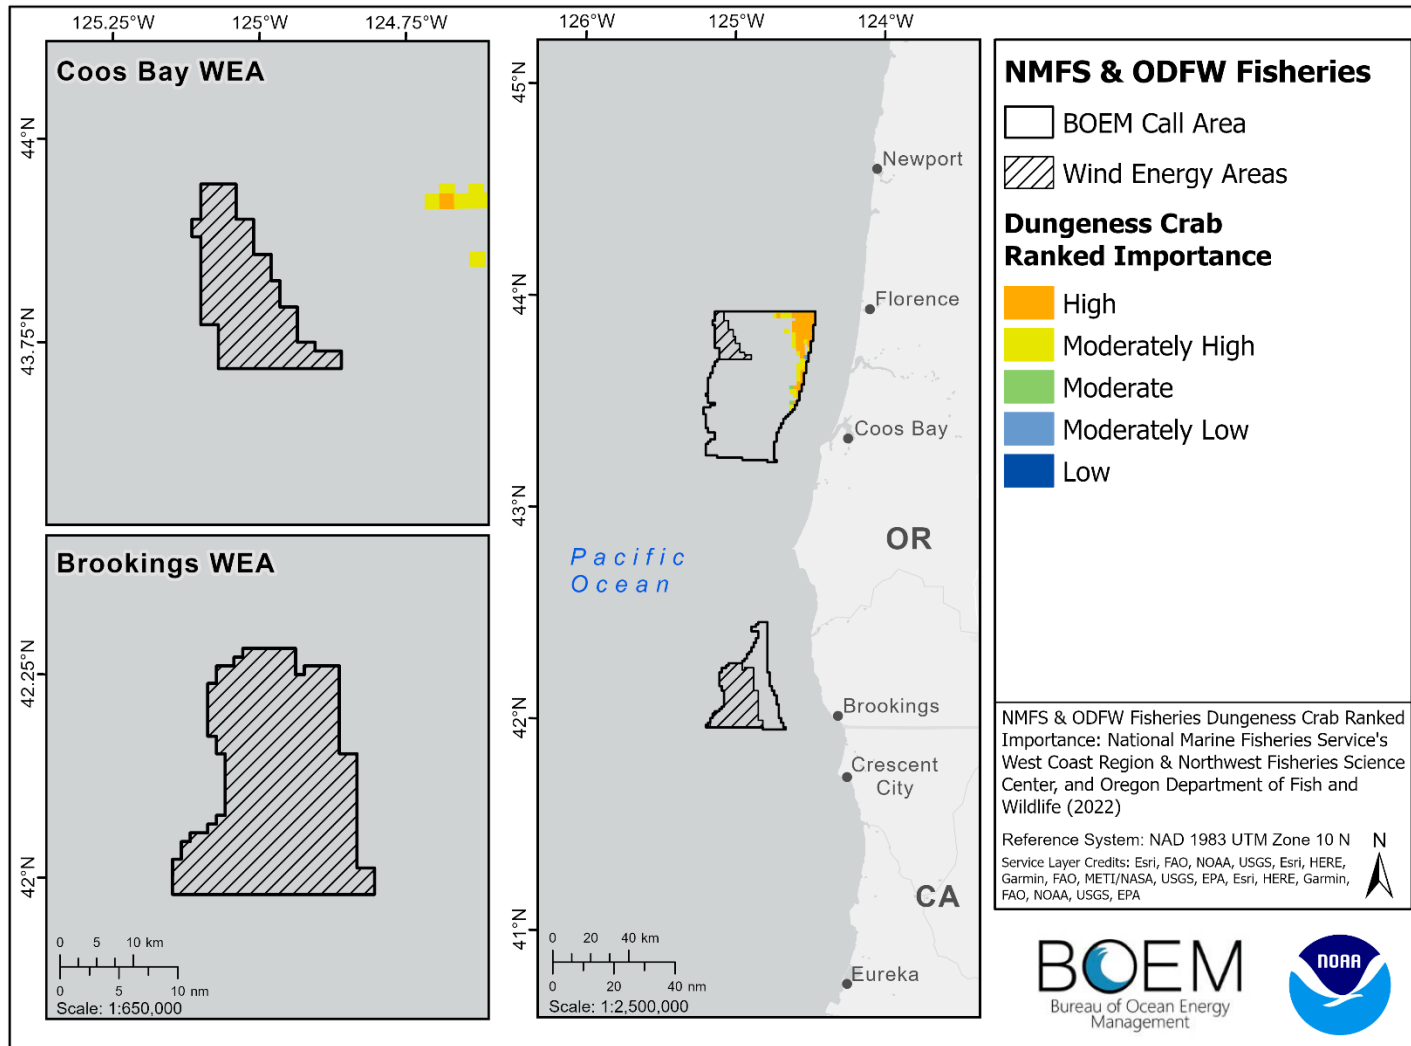 125.25°W
125°W
124.75°W
126°W
125°W
124°W
Coos Bay WEA
44°N
43.75°N
Brookings WEA
42.25°N
42°N
0 5 10 km
0 5 10 nm
Scale: 1:650,000
45°N
44°N
43°N
42°N
41°N
Newport
Florence
Coos Bay
OR
Pacific
Ocean
Brookings
Crescent
City
CA
Eureka
0 20 40 km
0 20 40 nm
Scale: 1:2,500,000
NMFS & ODFW Fisheries
BOEM Call Area
Wind Energy Areas
Dungeness Crab
Ranked Importance
High
Moderately High
Moderate
Moderately Low
Low
NMFS & ODFW Fisheries Dungeness Crab Ranked
Importance: National Marine Fisheries Service's
West Coast Region & Northwest Fisheries Science
Center, and Oregon Department of Fish and
Wildlife (2022)
Reference System: NAD 1983 UTM Zone 10 N
N
Service Layer Credits: Esri, FAO, NOAA, USGS, Esri, HERE,
Garmin, FAO, METI/NASA, USGS, EPA, Esri, HERE, Garmin,
FAO, NOAA, USGS, EPA
BOEM
Bureau of Ocean Energy
Management
NOAA